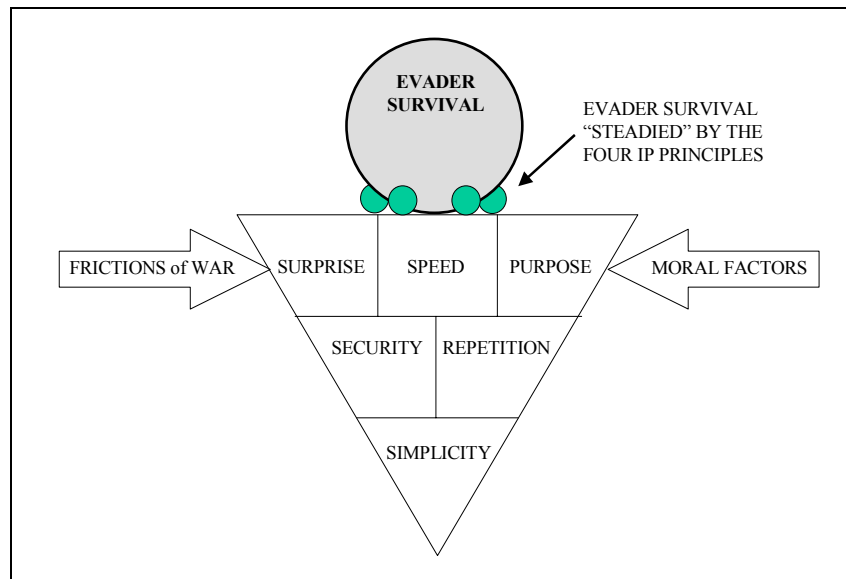 EVADER
SURVIVAL
EVADER SURVIVAL
“STEADIED” BY THE
FOUR IP PRINCIPLES
FRICTIONS of WAR
SURPRISE
SPEED
PURPOSE
MORAL FACTORS
SECURITY
REPETITION
SIMPLICITY